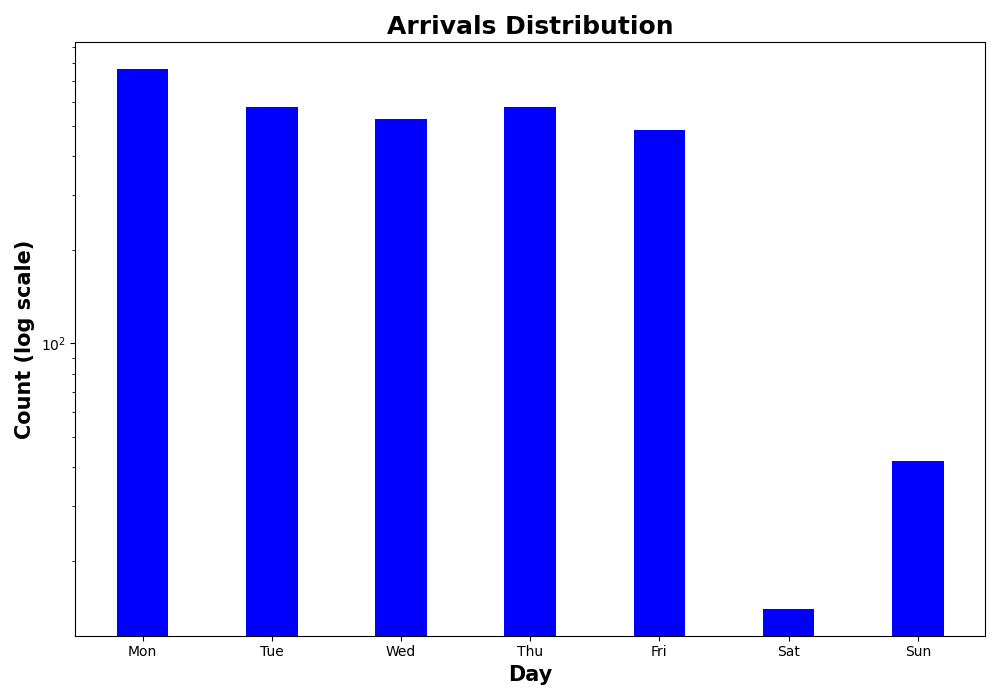 Arrivals Distribution
Count (log scale)
10²
Mon Tue Wed Thu Fri Sat Sun
Day